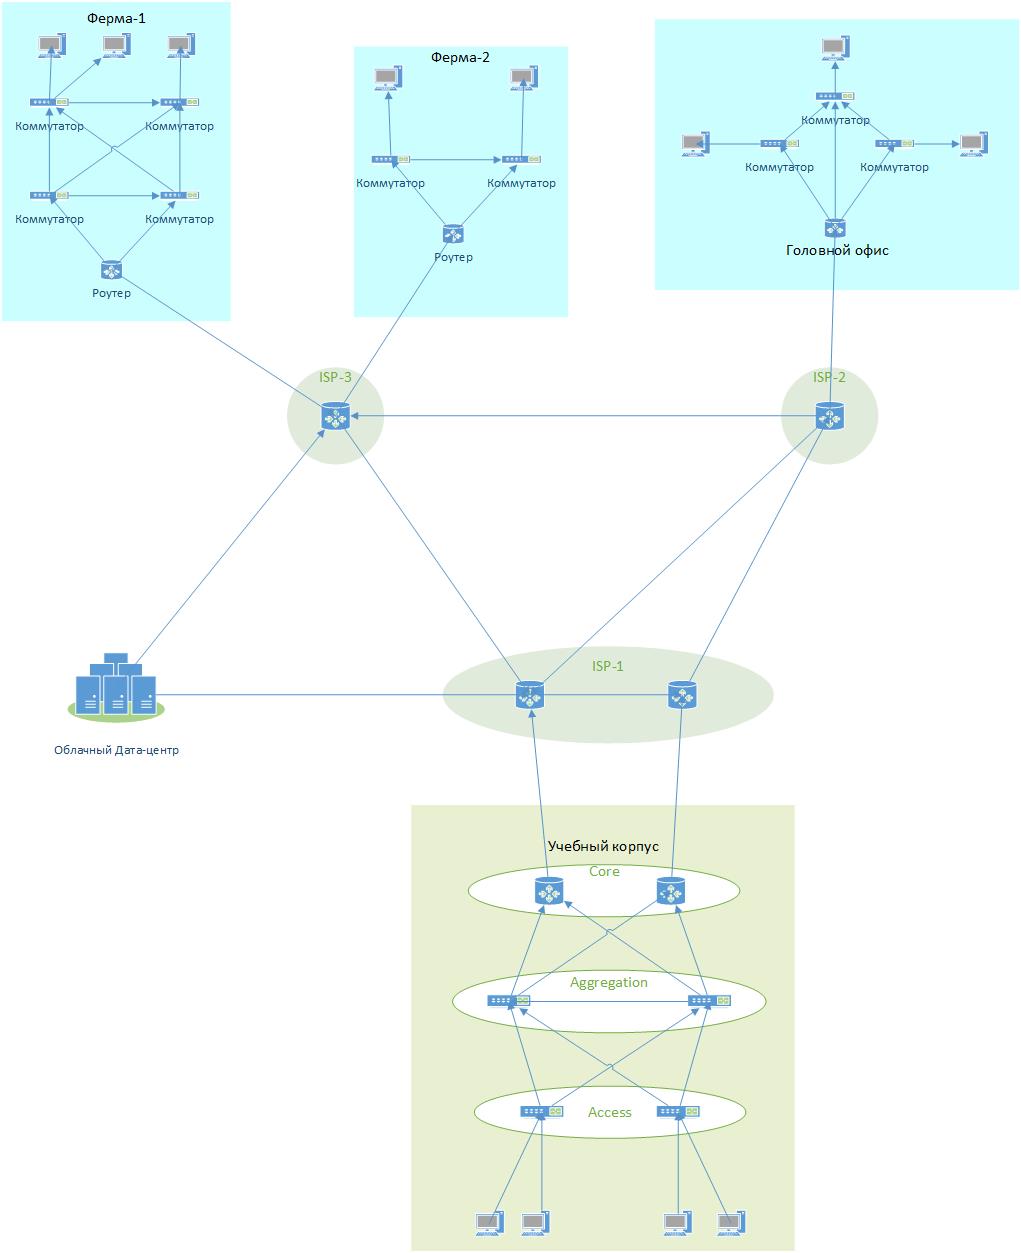 Ферма-1
Коммутатор
Коммутатор
Коммутатор
Коммутатор
Роутер
Ферма-2
Коммутатор
Коммутатор
Роутер
Коммутатор
Коммутатор
Коммутатор
Головной офис
ISP-3
ISP-2
ISP-1
Облачный Дата-центр
Учебный корпус
Core
Aggregation
Access